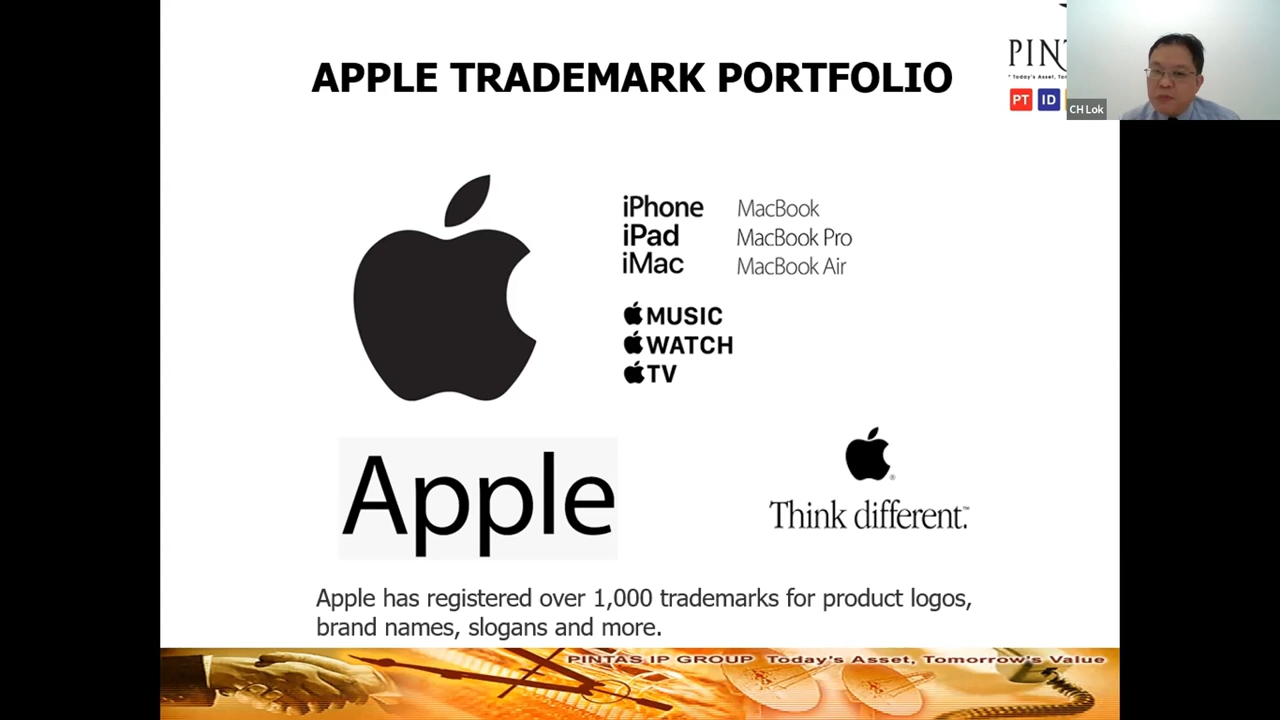 APPLE TRADEMARK PORTFOLIO
PT ID
CH Lok
iPhone
iPad
iMac
MacBook
MacBook Pro
MacBook Air
MUSIC
WATCH
TV
Apple
®
Think different.™
Apple has registered over 1,000 trademarks for product logos,
brand names, slogans and more.
PINTAS IP GROUP Today's Asset, Tomorrow's Value